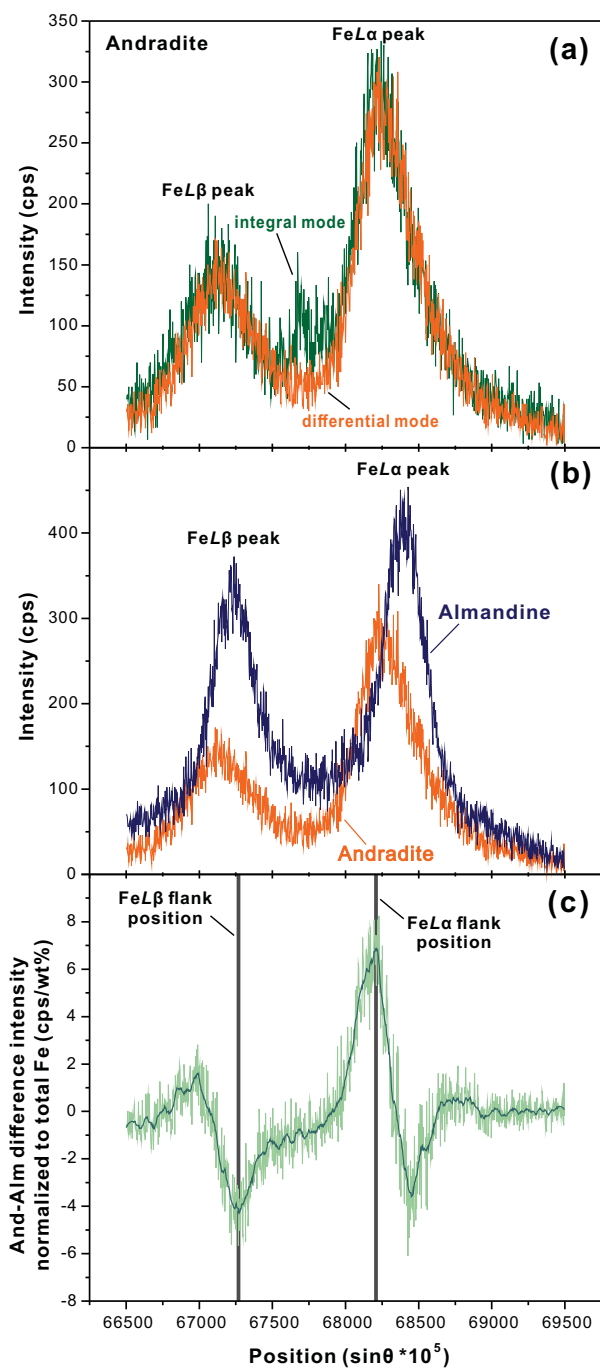 Andradite
FeLα peak
(a)
FeLβ peak
integral mode
differential mode
Intensity (cps)
350
300
250
200
150
100
50
0
FeLα peak
(b)
FeLβ peak
Almandine
Andradite
Intensity (cps)
400
300
200
100
0
FeLβ flank
position
FeLα flank
position
(c)
And-Alm difference intensity
normalized to total Fe (cps/wt%)
8
6
4
2
0
-2
-4
-6
-8
66500 67000 67500 68000 68500 69000 69500
Position (sinθ *10⁵)